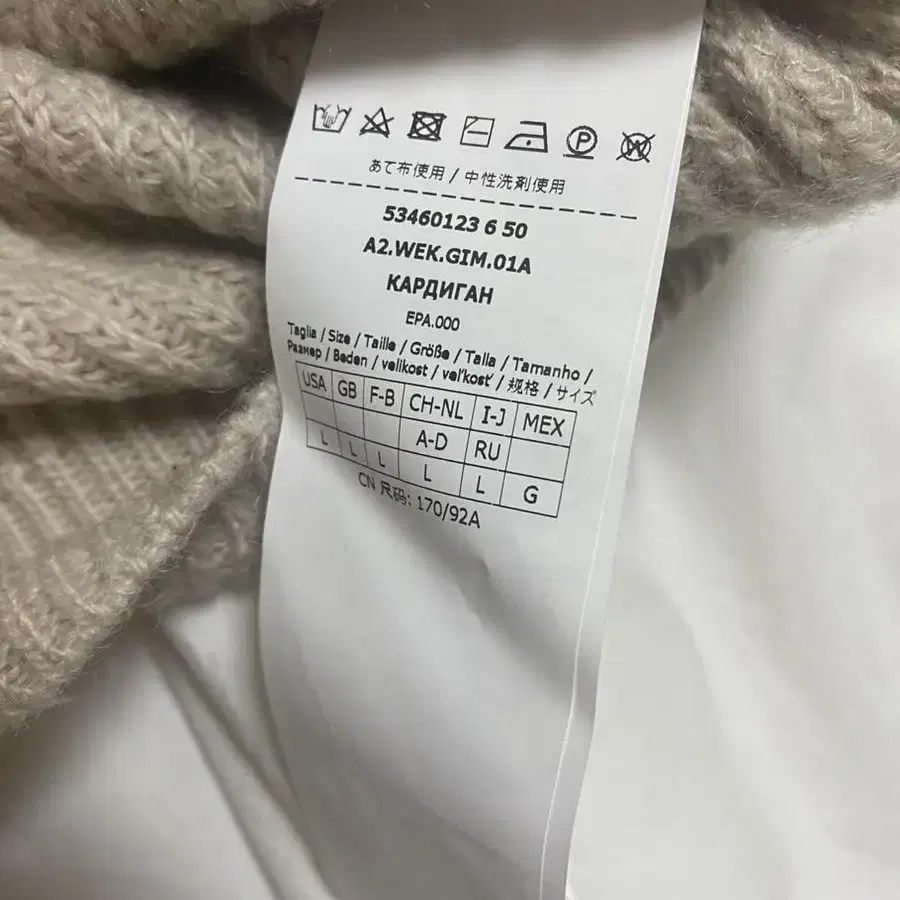 あて布使用 / 中性洗剤使用
53460123 6 50
A2.WEK.GIM.01A
КАРДИГАН
EPA.000
Taglia / Size / Taille / Größe / Talla / Tamanho /
Размер / Beden / velikost / veľkosť / 规格 / サイズ
USA GB F-B CH-NL I-J MEX
A-D RU
L L L L L G
CN 尺码: 170/92A